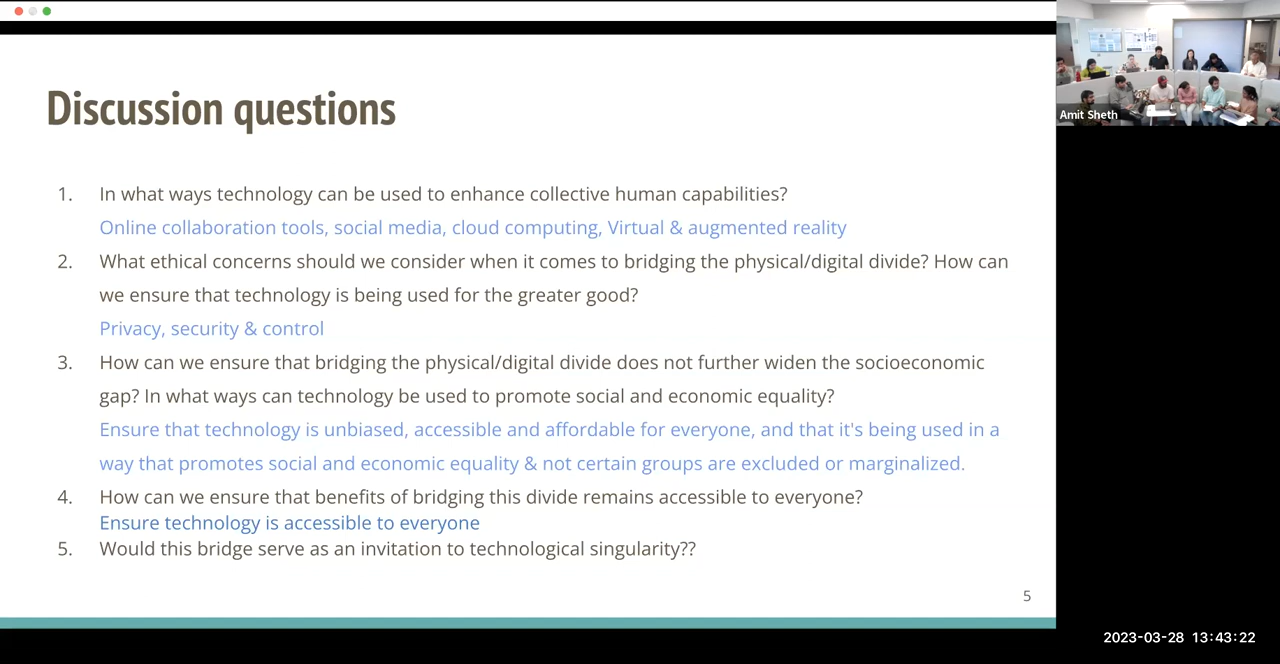 Discussion questions
Amit Sheth
1. In what ways technology can be used to enhance collective human capabilities?
Online collaboration tools, social media, cloud computing, Virtual & augmented reality
2. What ethical concerns should we consider when it comes to bridging the physical/digital divide? How can
we ensure that technology is being used for the greater good?
Privacy, security & control
3. How can we ensure that bridging the physical/digital divide does not further widen the socioeconomic
gap? In what ways can technology be used to promote social and economic equality?
Ensure that technology is unbiased, accessible and affordable for everyone, and that it's being used in a
way that promotes social and economic equality & not certain groups are excluded or marginalized.
4. How can we ensure that benefits of bridging this divide remains accessible to everyone?
Ensure technology is accessible to everyone
5. Would this bridge serve as an invitation to technological singularity??
5
2023-03-28 13:43:22